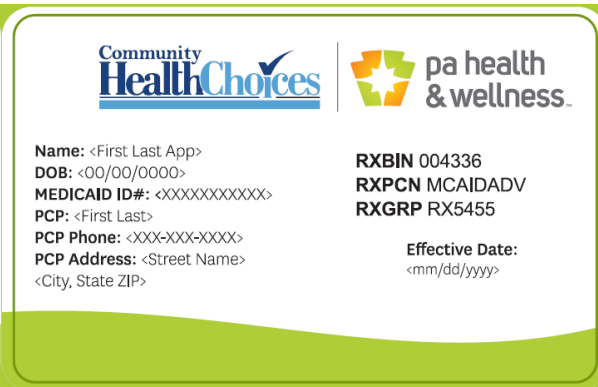 Community
HealthChoices
pa health
& wellness™
Name: <First Last App>
DOB: <00/00/0000>
MEDICAID ID#: <XXXXXXXXXXX>
PCP: <First Last>
PCP Phone: <XXX-XXX-XXXX>
PCP Address: <Street Name>
<City, State ZIP>
RXBIN 004336
RXPCN MCAIDADV
RXGRP RX5455
Effective Date:
<mm/dd/yyyy>